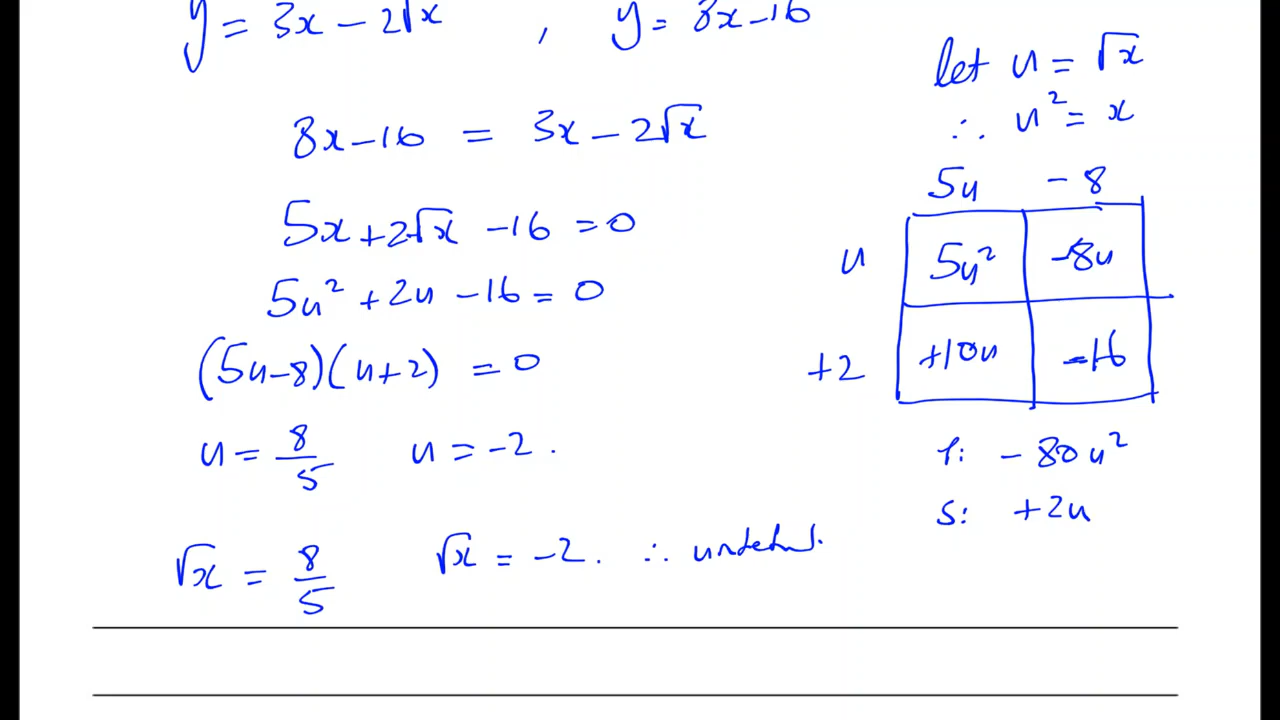 y = 3x - 2√x , y = 8x - 16
let u = √x
∴ u² = x
8x - 16 = 3x - 2√x
5x + 2√x - 16 = 0
5u² + 2u - 16 = 0
(5u - 8)(u + 2) = 0
u = 8/5 u = -2.
√x = 8/5 √x = -2. ∴
5u - 8
u 5u² -8u
+2 +10u -16
P: - 80u²
S: +2u